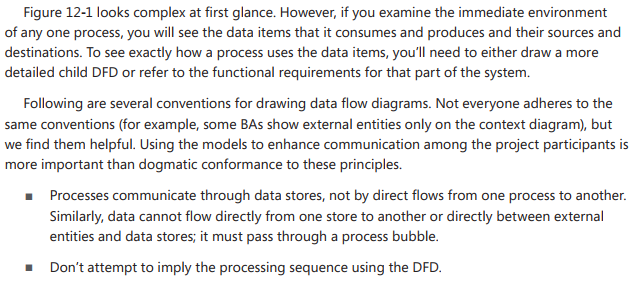 Figure 12-1 looks complex at first glance. However, if you examine the immediate environment
of any one process, you will see the data items that it consumes and produces and their sources and
destinations. To see exactly how a process uses the data items, you’ll need to either draw a more
detailed child DFD or refer to the functional requirements for that part of the system.
Following are several conventions for drawing data flow diagrams. Not everyone adheres to the
same conventions (for example, some BAs show external entities only on the context diagram), but
we find them helpful. Using the models to enhance communication among the project participants is
more important than dogmatic conformance to these principles.
■ Processes communicate through data stores, not by direct flows from one process to another.
Similarly, data cannot flow directly from one store to another or directly between external
entities and data stores; it must pass through a process bubble.
■ Don’t attempt to imply the processing sequence using the DFD.